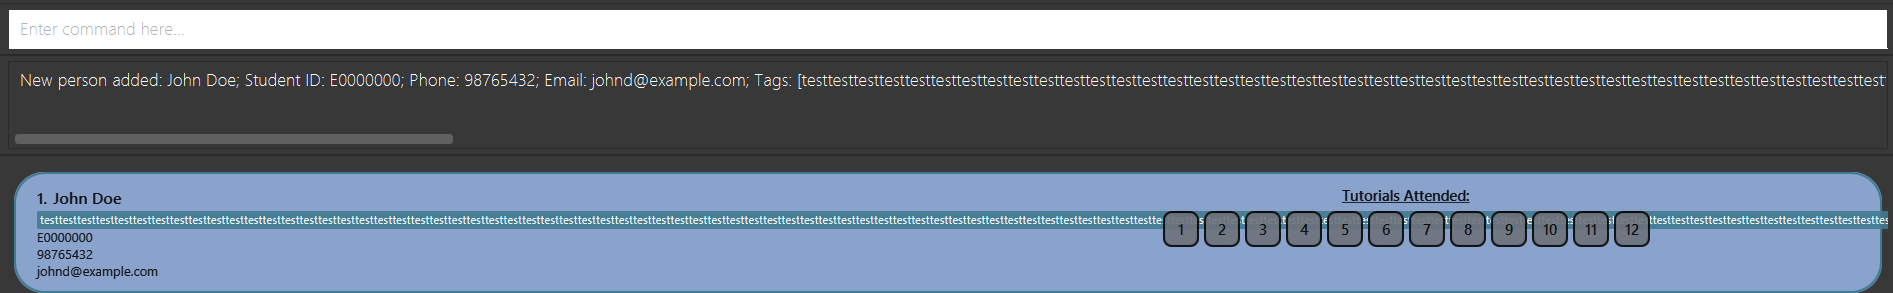 Enter command here...
New person added: John Doe; Student ID: E0000000; Phone: 98765432; Email: johnd@example.com; Tags: [testtesttesttesttesttesttesttesttesttesttesttesttesttesttesttesttesttesttesttesttesttesttesttesttesttesttesttesttesttesttesttesttesttesttesttesttesttesttesttestt
1. John Doe
Tutorials Attended:
testtesttesttesttesttesttesttesttesttesttesttesttesttesttesttesttesttesttesttesttesttesttesttesttesttesttesttesttesttesttesttesttesttesttesttesttesttesttesttesttesttesttesttesttesttesttesttesttesttesttesttesttesttesttesttesttesttesttesttest
1 2 3 4 5 6 7 8 9 10 11 12
E0000000
98765432
johnd@example.com